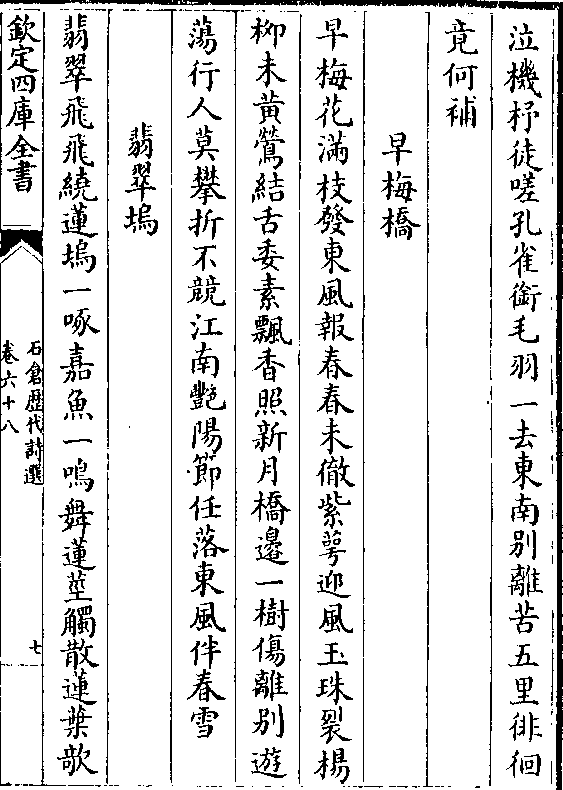 泣機杼徒嗟孔雀銜毛羽一去東南别離苦五里徘徊
竟何補
早梅橋
早梅花滿枝發東風報春春未徹紫萼迎風玉珠裂楊
柳未黄鶯結舌委素飄香照新月橋邊一樹傷離别遊
蕩行人莫攀折不競江南艷陽節任落東風伴春雪
翡翠塢
翡翠飛飛繞蓮塢一啄嘉魚一鳴舞蓮莖觸散蓮葉欹
欽定四庫全書
石倉歴代詩選
卷六十八
七